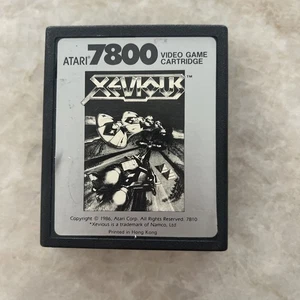 ATARI 7800 VIDEO GAME CARTRIDGE
XEVIOUS™
Copyright © 1986, Atari Corp. All Rights Reserved. 7810
"Xevious is a trademark of Namco, Ltd
Printed in Hong Kong